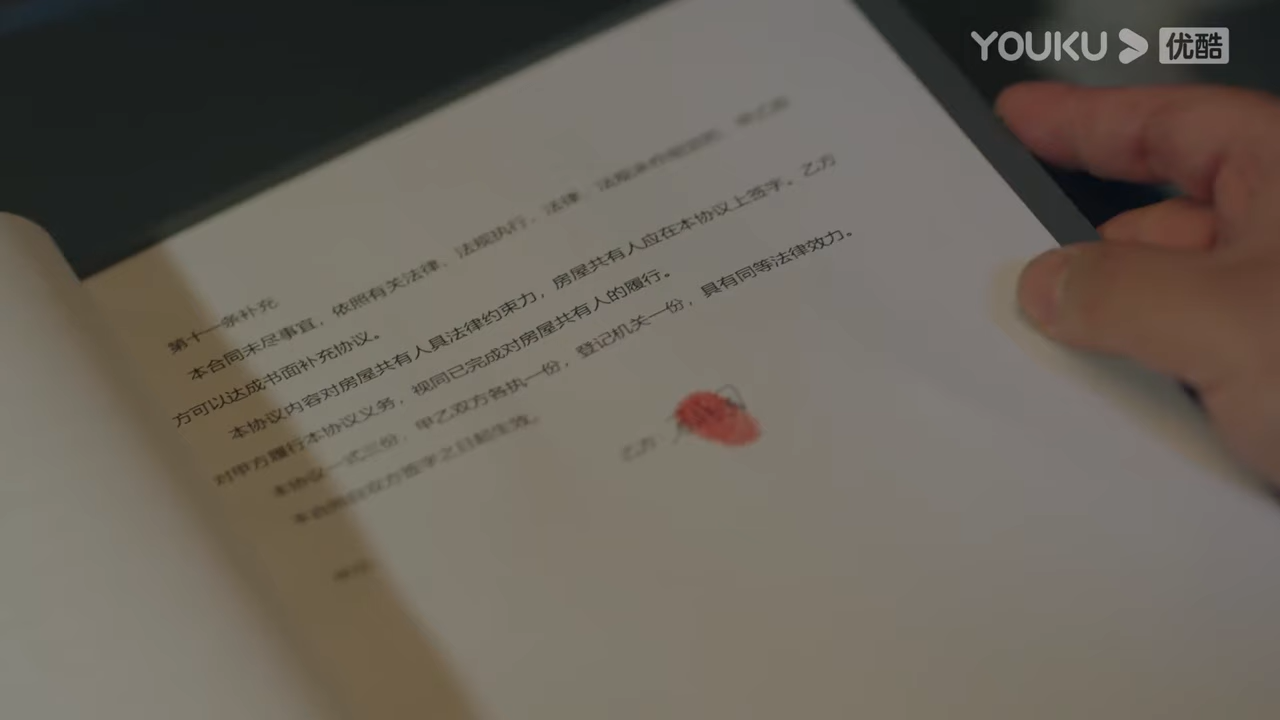 YOUKU 优酷
第十一条补充
本合同未尽事宜，依照有关法律、法规执行，法律、法规未作规定的，甲乙双
方可以达成书面补充协议。
本协议内容对房屋共有人具法律约束力，房屋共有人应在本协议上签字。乙方
对甲方履行本协议义务，视同已完成对房屋共有人的履行。
本协议一式三份，甲乙双方各执一份，登记机关一份，具有同等法律效力。
本合同自双方签字之日起生效。
乙方：